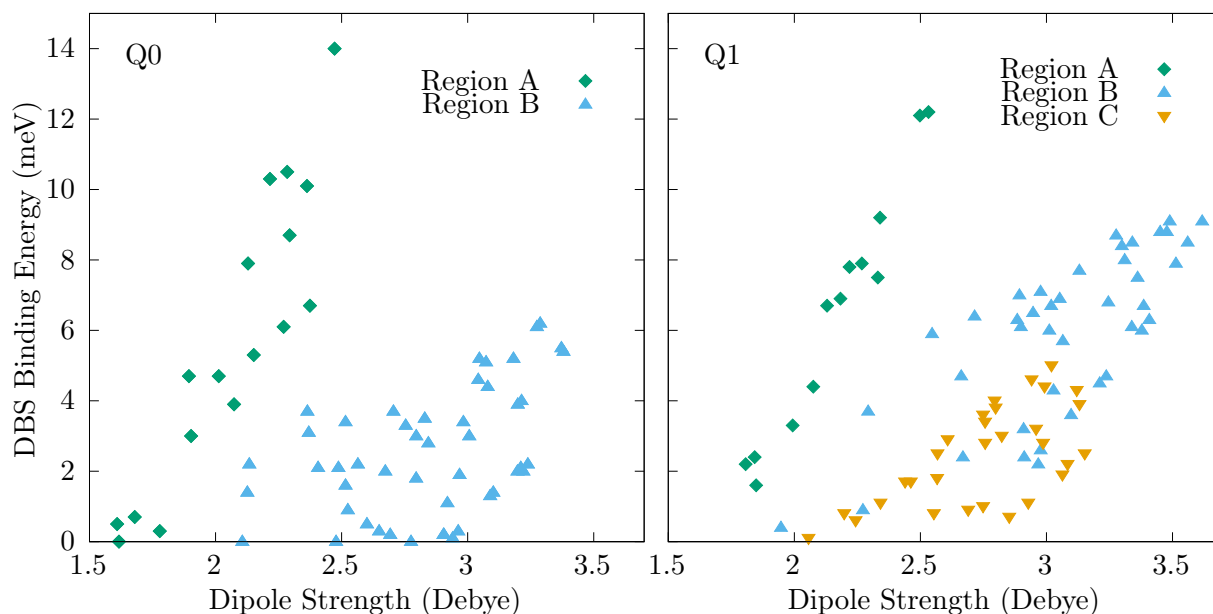 Q0
Region A
Region B
DBS Binding Energy (meV)
14
12
10
8
6
4
2
0
1.5
2
2.5
3
3.5
Dipole Strength (Debye)
Q1
Region A
Region B
Region C
1.5
2
2.5
3
3.5
Dipole Strength (Debye)